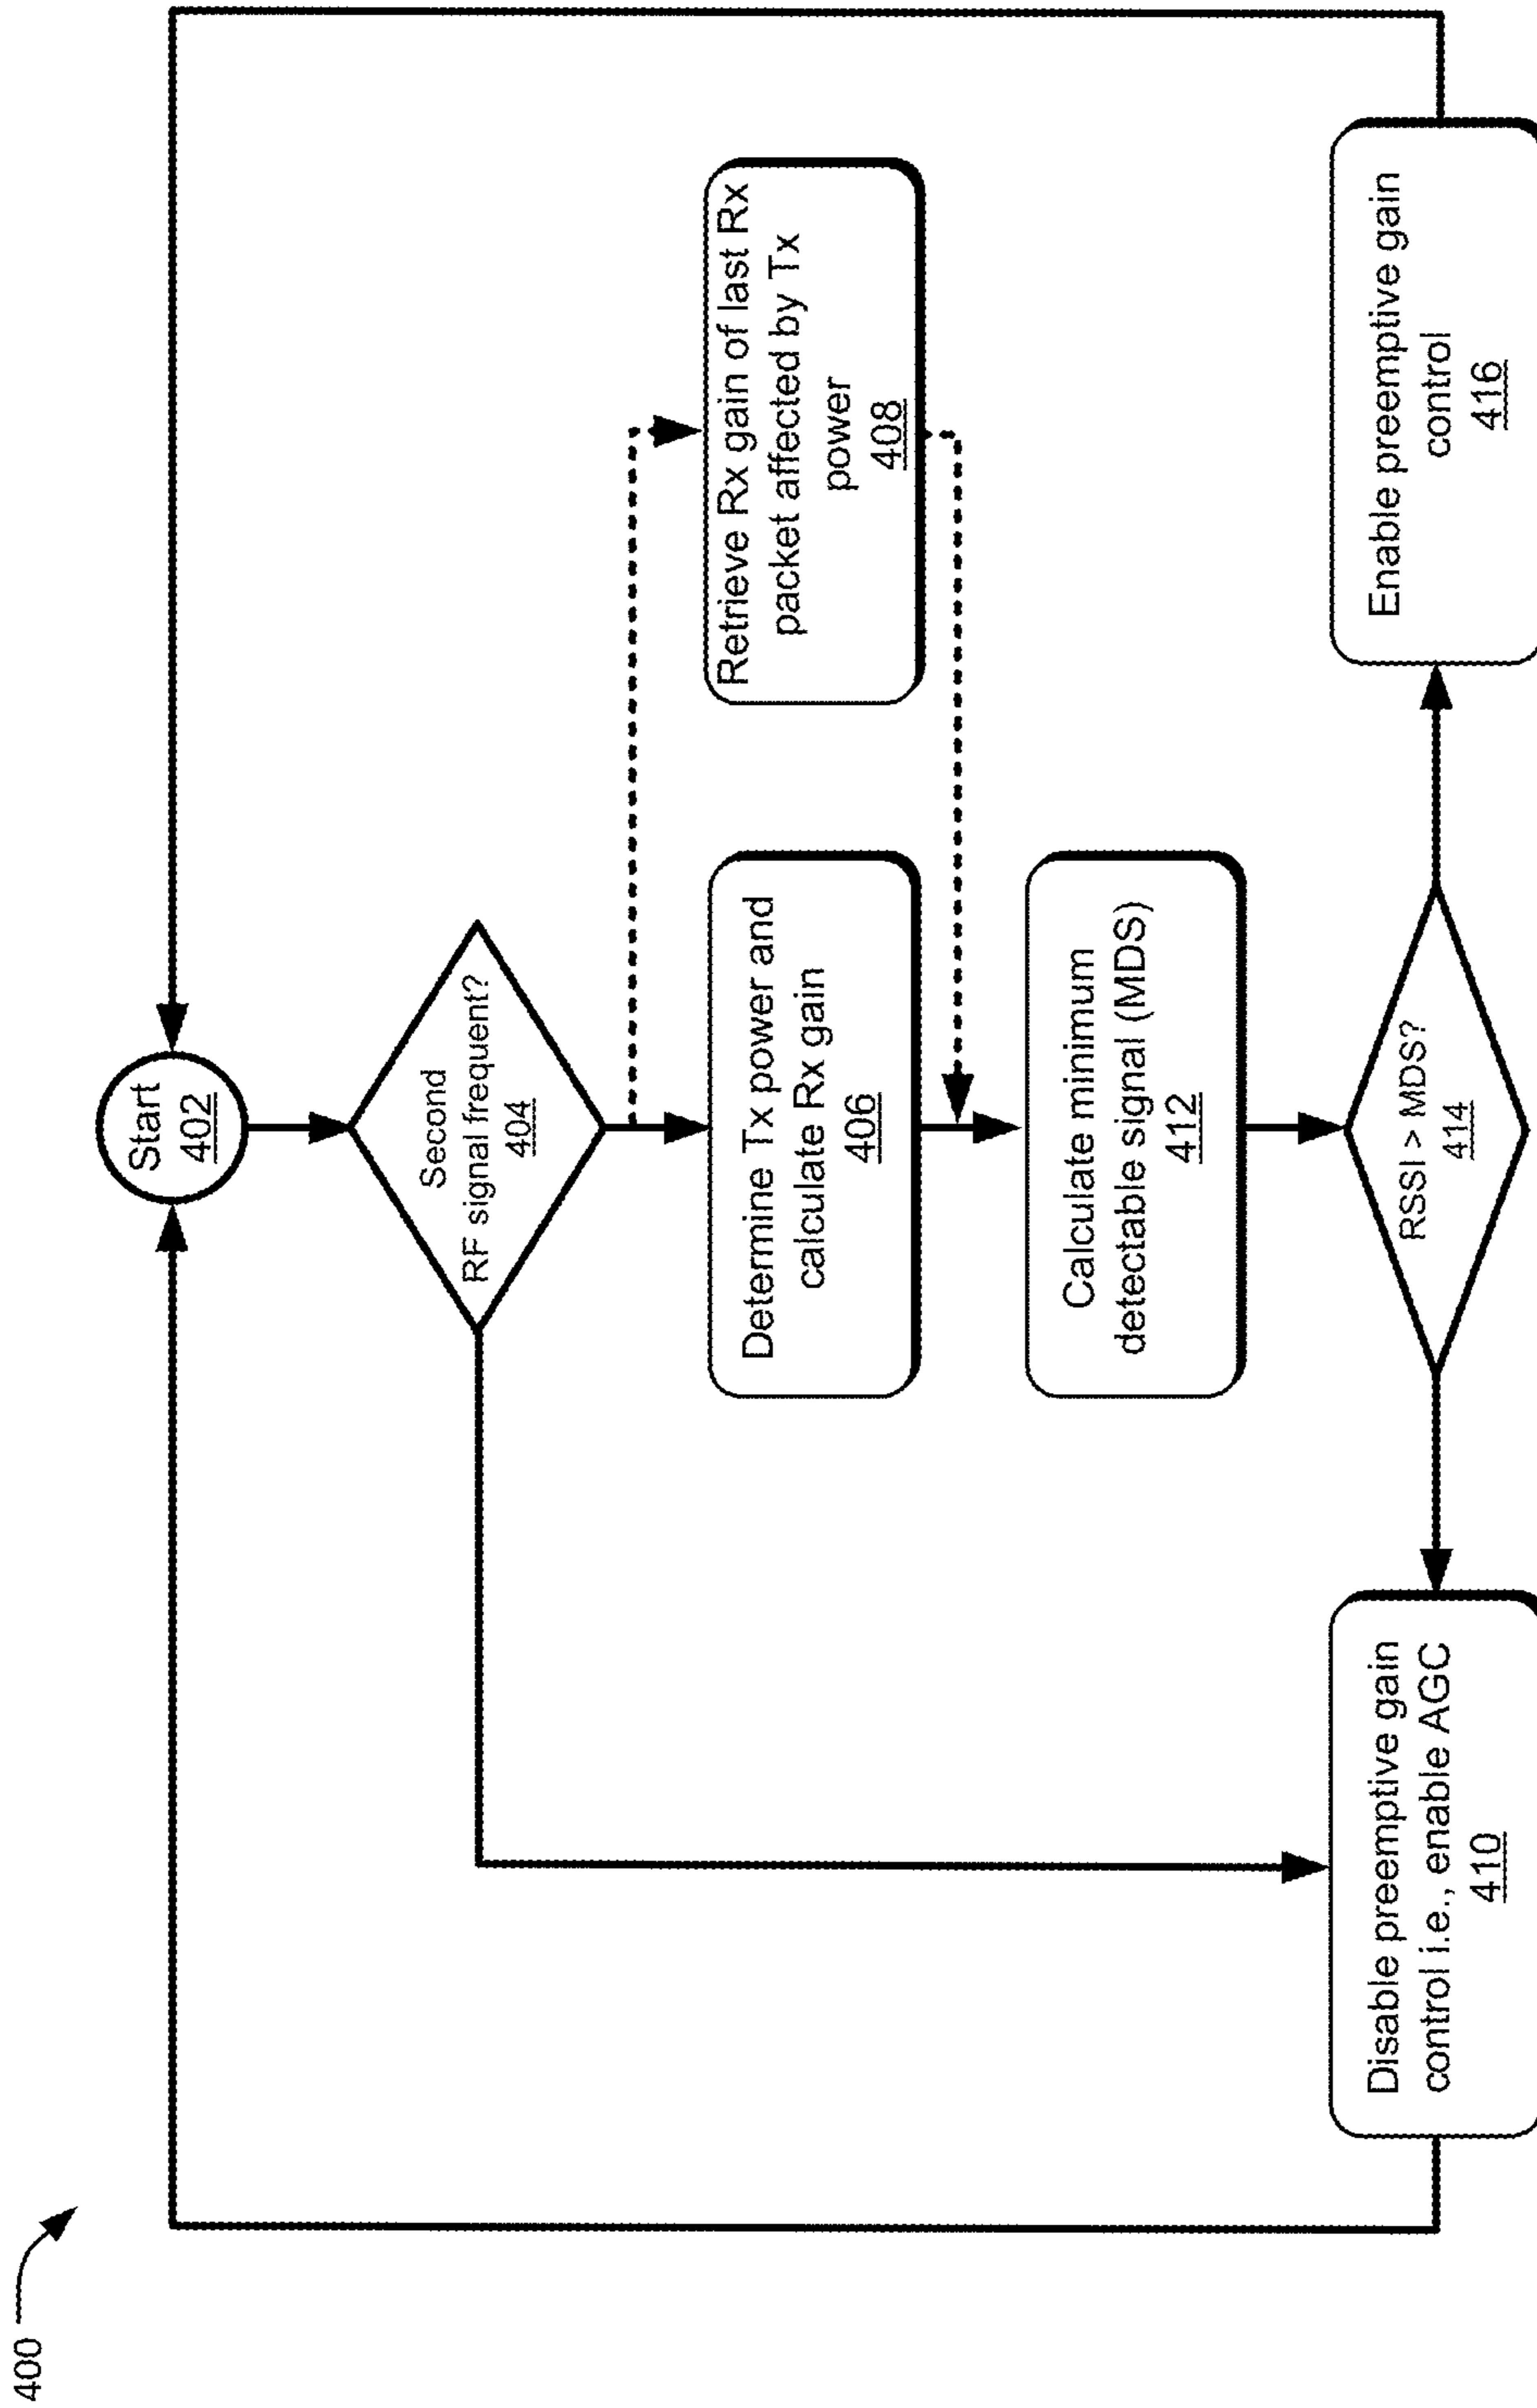 400
Start
402
Second
RF signal frequent?
404
Determine Tx power and
calculate Rx gain
406
Retrieve Rx gain of last Rx
packet affected by Tx
power
408
Calculate minimum
detectable signal (MDS)
412
RSSI > MDS?
414
Disable preemptive gain
control i.e., enable AGC
410
Enable preemptive gain
control
416